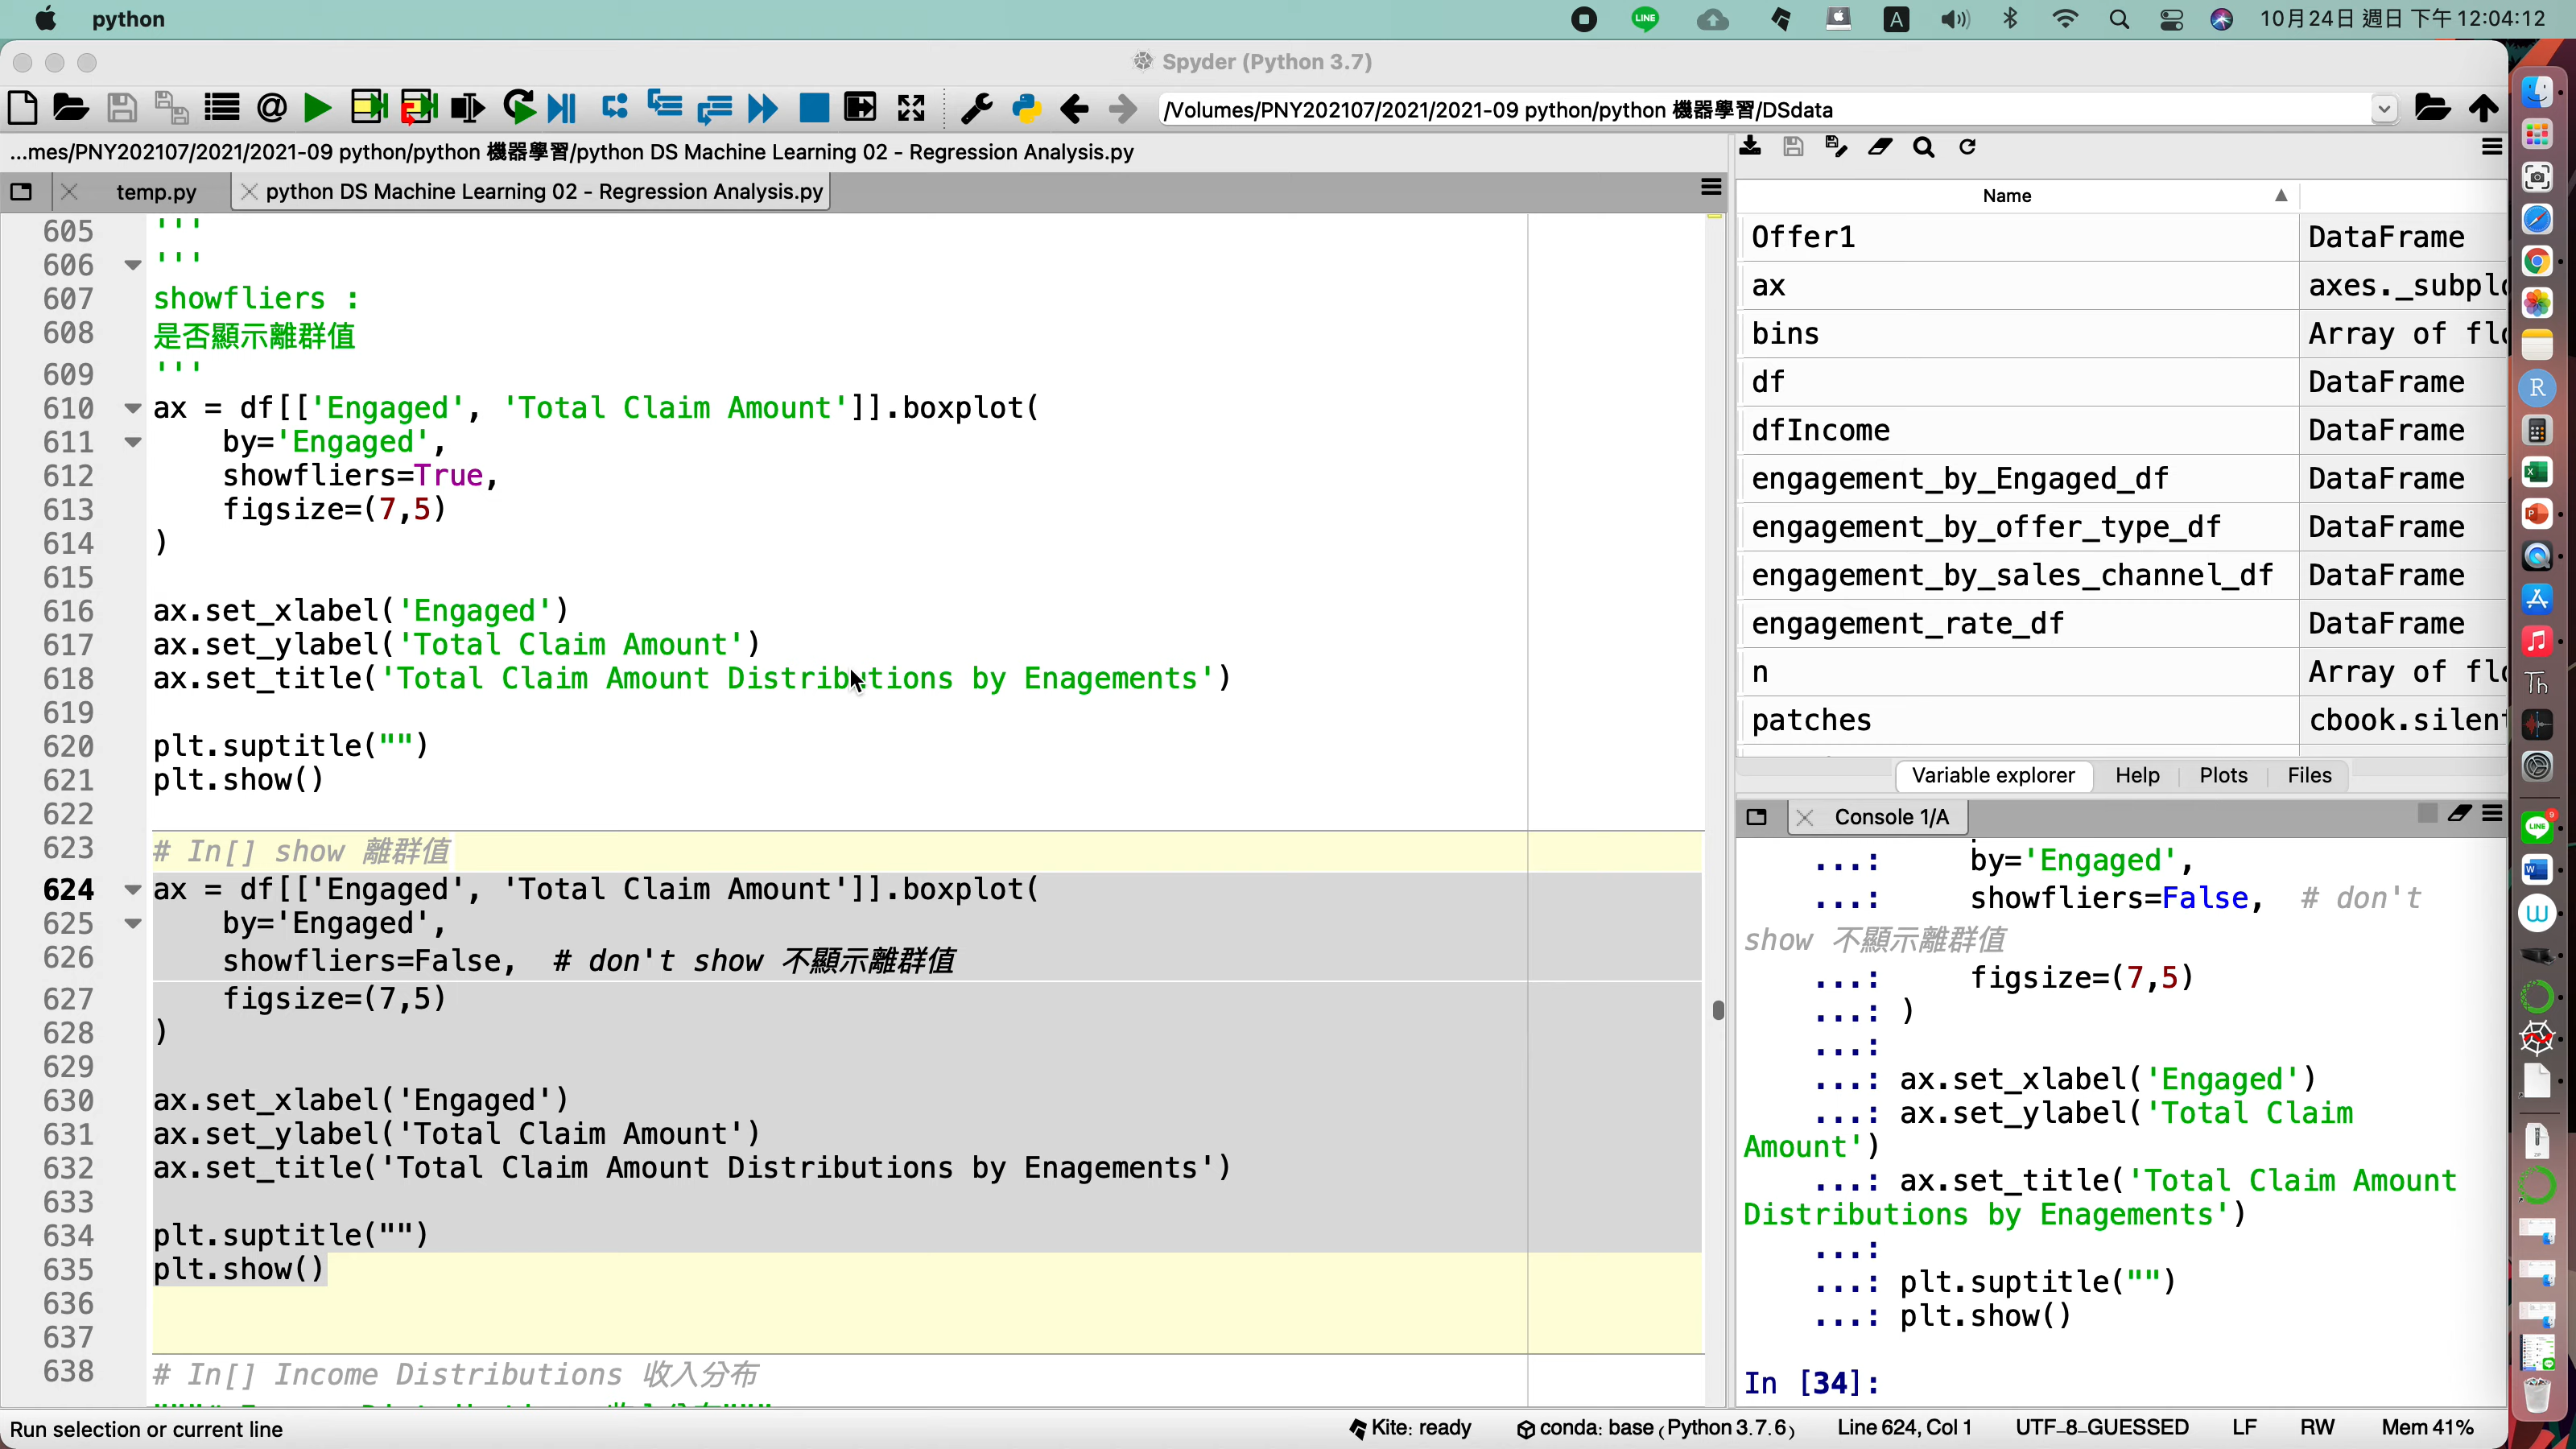 python
LINE
A
10月24日 週日 下午 12:04:12
Spyder (Python 3.7)
/Volumes/PNY202107/2021/2021-09 python/python 機器學習/DSdata
...mes/PNY202107/2021/2021-09 python/python 機器學習/python DS Machine Learning 02 - Regression Analysis.py
temp.py
python DS Machine Learning 02 - Regression Analysis.py
605 '''
606 '''
607 showfliers :
608 是否顯示離群值
609 '''
610 ax = df[['Engaged', 'Total Claim Amount']].boxplot(
611 by='Engaged',
612 showfliers=True,
613 figsize=(7,5)
614 )
615
616 ax.set_xlabel('Engaged')
617 ax.set_ylabel('Total Claim Amount')
618 ax.set_title('Total Claim Amount Distributions by Enagements')
619
620 plt.suptitle("")
621 plt.show()
622
623 # In[] show 離群值
624 ax = df[['Engaged', 'Total Claim Amount']].boxplot(
625 by='Engaged',
626 showfliers=False, # don't show 不顯示離群值
627 figsize=(7,5)
628 )
629
630 ax.set_xlabel('Engaged')
631 ax.set_ylabel('Total Claim Amount')
632 ax.set_title('Total Claim Amount Distributions by Enagements')
633
634 plt.suptitle("")
635 plt.show()
636
637
638 # In[] Income Distributions 收入分布
Name
Offer1 DataFrame
ax axes._subplo
bins Array of flo
df DataFrame
dfIncome DataFrame
engagement_by_Engaged_df DataFrame
engagement_by_offer_type_df DataFrame
engagement_by_sales_channel_df DataFrame
engagement_rate_df DataFrame
n Array of flo
patches cbook.silent
Variable explorer Help Plots Files
Console 1/A
...: by='Engaged',
...: showfliers=False, # don't
show 不顯示離群值
...: figsize=(7,5)
...: )
...:
...: ax.set_xlabel('Engaged')
...: ax.set_ylabel('Total Claim
Amount')
...: ax.set_title('Total Claim Amount
Distributions by Enagements')
...:
...: plt.suptitle("")
...: plt.show()
In [34]:
Run selection or current line
Kite: ready
conda: base (Python 3.7.6)
Line 624, Col 1
UTF-8-GUESSED
LF
RW
Mem 41%